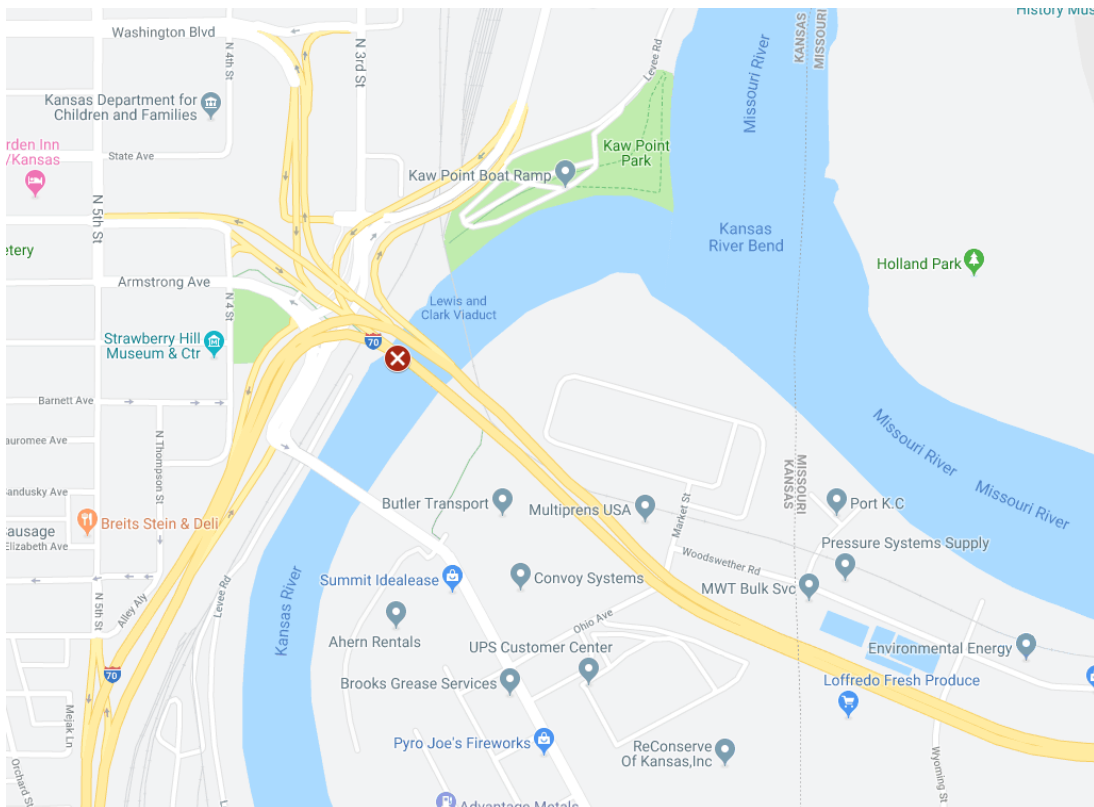 History Mus
Washington Blvd
N 4th St
N 3rd St
Levee Rd
Missouri River
KANSAS
MISSOURI
Missouri River
Kansas Department for
Children and Families
State Ave
rden Inn
/Kansas
Kaw Point
Park
Kaw Point Boat Ramp
N 5th St
Kansas
River Bend
etery
Holland Park
Armstrong Ave
N 4 St
Lewis and
Clark Viaduct
Strawberry Hill
Museum & Ctr
70
Barnett Ave
Missouri River
auromee Ave
N Thompson St
MISSOURI
KANSAS
Missouri River
andusky Ave
Butler Transport
Multiprens USA
Market St
Port K.C
Sausage
Breits Stein & Deli
Elizabeth Ave
Pressure Systems Supply
Woodswether Rd
Summit Idealease
Convoy Systems
MWT Bulk Svc
Levee Rd
Kansas River
N 5th St
Alley Aly
Ahern Rentals
Ohio Ave
UPS Customer Center
Environmental Energy
70
Brooks Grease Services
Loffredo Fresh Produce
Mejak Ln
Pyro Joe's Fireworks
ReConserve
Of Kansas,Inc
Wyoming St
Orchard St
L
Advantage Metals